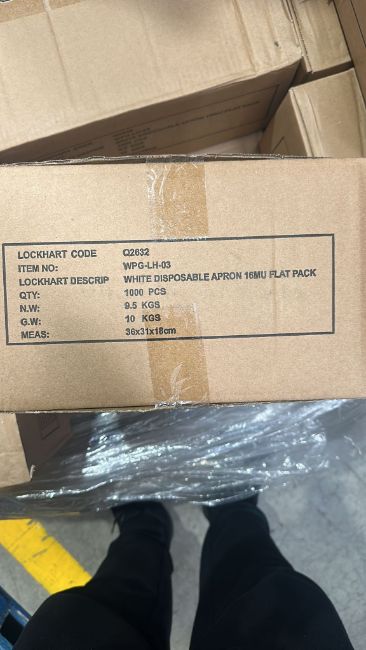 LOCKHART CODE Q2632
ITEM NO: WPG-LH-03
LOCKHART DESCRIP WHITE DISPOSABLE APRON 16MU FLAT PACK
QTY: 1000 PCS
N.W: 9.5 KGS
G.W: 10 KGS
MEAS: 36x31x18cm